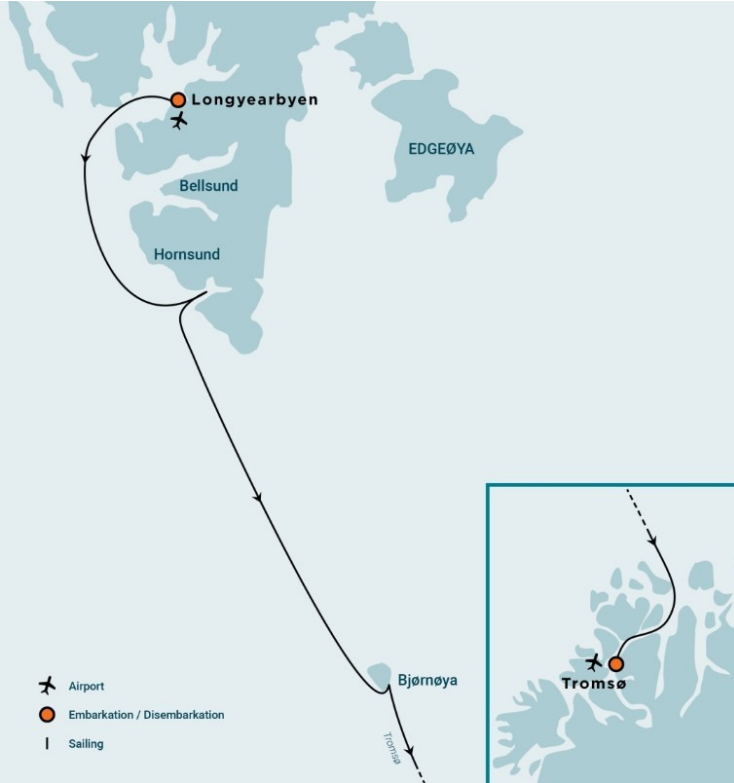 Longyearbyen
EDGEØYA
Bellsund
Hornsund
Bjørnøya
Tromsø
Tromsø
Airport
Embarkation / Disembarkation
Sailing